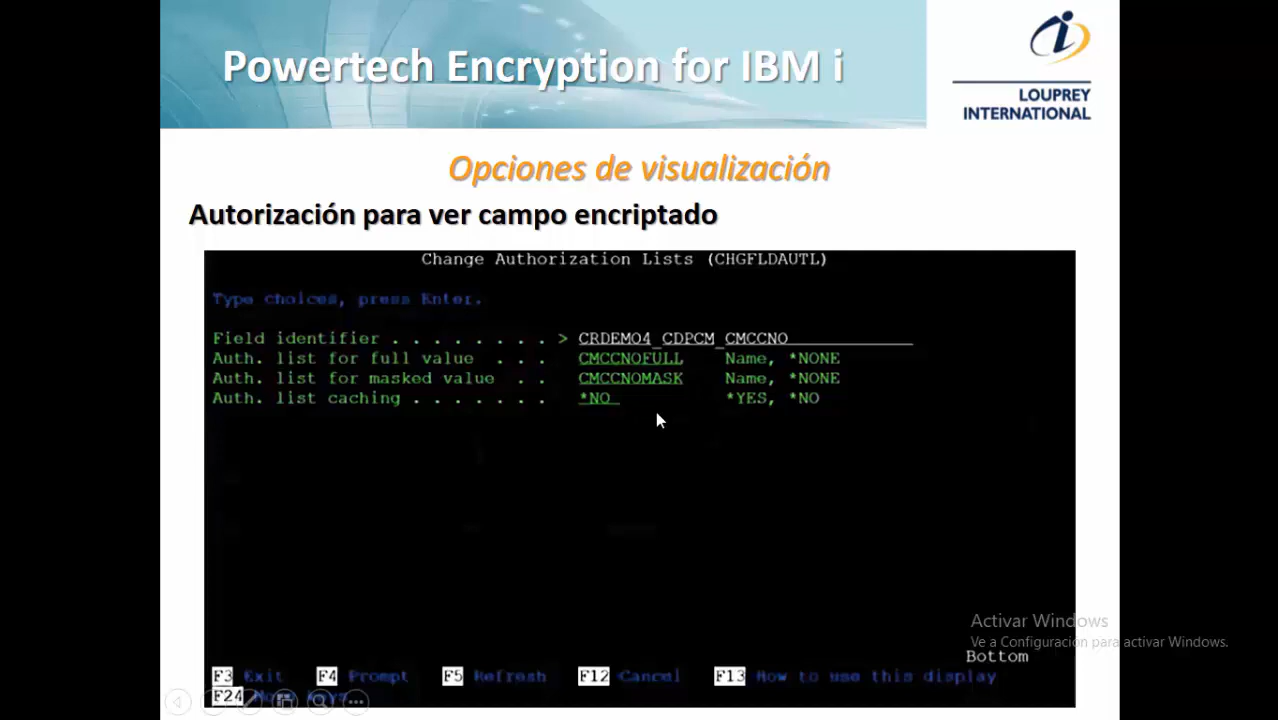 Powertech Encryption for IBM i
LOUPREY
INTERNATIONAL
Opciones de visualización
Autorización para ver campo encriptado
Change Authorization Lists (CHGFLDAUTL)
Type choices, press Enter.
Field identifier . . . . . . . . > CRDEMO4_CDPCM_CMCCNO
Auth. list for full value . . . CMCCNOFULL Name, *NONE
Auth. list for masked value . . CMCCNOMASK Name, *NONE
Auth. list caching . . . . . . . *NO *YES, *NO
Activar Windows
Ve a Configuración para activar Windows.
Bottom
F3 Exit F4 Prompt F5 Refresh F12 Cancel F13 How to use this display
F24